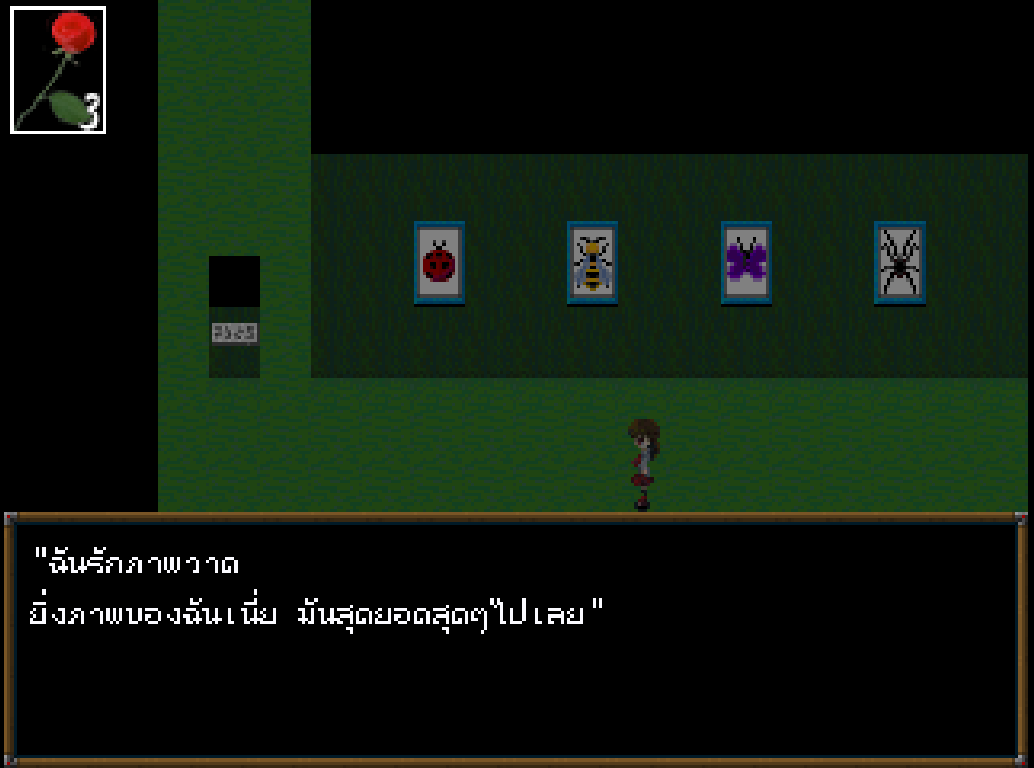 3
"ฉันรักภาพวาด
ยิ่งภาพของฉันเนี่ย มันสุดยอดสุดๆไปเลย"